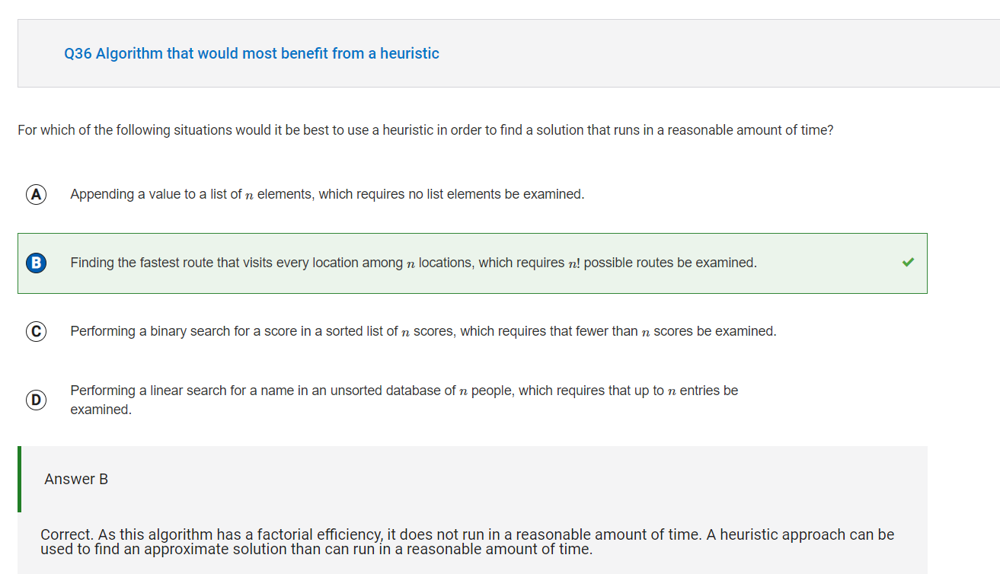 Q36 Algorithm that would most benefit from a heuristic
For which of the following situations would it be best to use a heuristic in order to find a solution that runs in a reasonable amount of time?
A Appending a value to a list of n elements, which requires no list elements be examined.
B Finding the fastest route that visits every location among n locations, which requires n! possible routes be examined.
C Performing a binary search for a score in a sorted list of n scores, which requires that fewer than n scores be examined.
D Performing a linear search for a name in an unsorted database of n people, which requires that up to n entries be
examined.
Answer B
Correct. As this algorithm has a factorial efficiency, it does not run in a reasonable amount of time. A heuristic approach can be
used to find an approximate solution than can run in a reasonable amount of time.